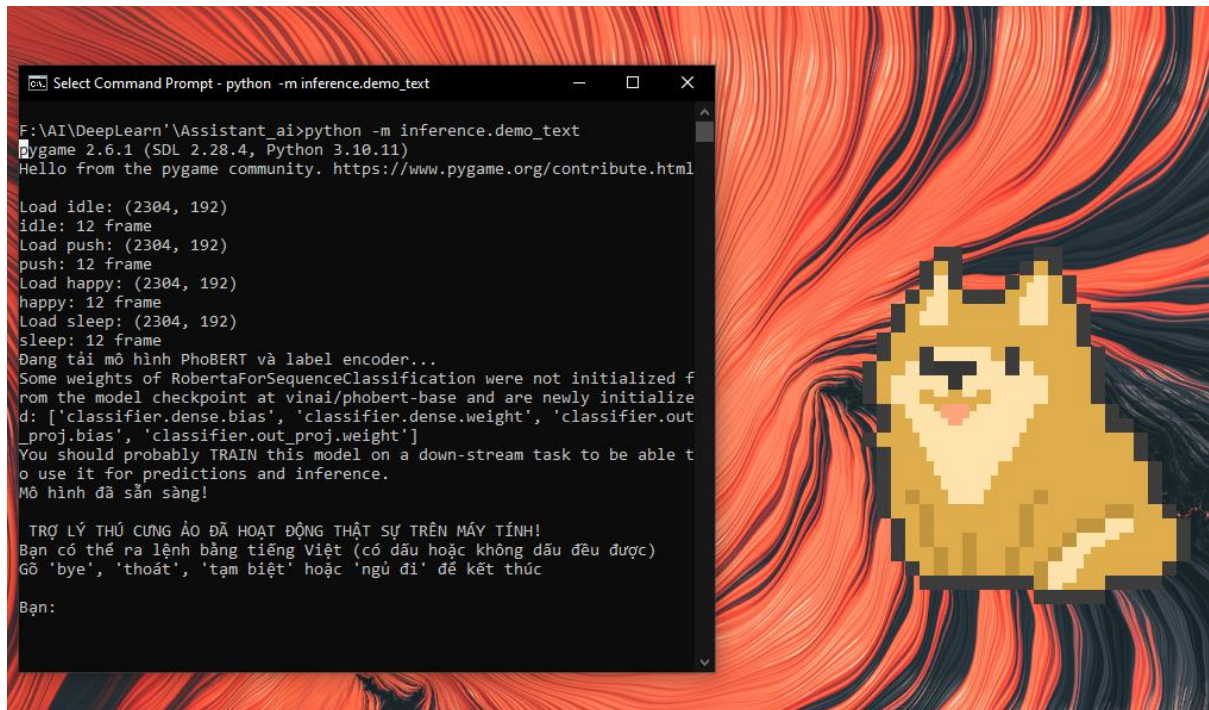 Select Command Prompt - python -m inference.demo_text
F:\AI\DeepLearn'\Assistant_ai>python -m inference.demo_text
pygame 2.6.1 (SDL 2.28.4, Python 3.10.11)
Hello from the pygame community. https://www.pygame.org/contribute.html
Load idle: (2304, 192)
idle: 12 frame
Load push: (2304, 192)
push: 12 frame
Load happy: (2304, 192)
happy: 12 frame
Load sleep: (2304, 192)
sleep: 12 frame
Đang tải mô hình PhoBERT và label encoder...
Some weights of RobertaForSequenceClassification were not initialized f
rom the model checkpoint at vinai/phobert-base and are newly initialize
d: ['classifier.dense.bias', 'classifier.dense.weight', 'classifier.out
_proj.bias', 'classifier.out_proj.weight']
You should probably TRAIN this model on a down-stream task to be able t
o use it for predictions and inference.
Mô hình đã sẵn sàng!
TRỢ LÝ THÚ CƯNG ẢO ĐÃ HOẠT ĐỘNG THẬT SỰ TRÊN MÁY TÍNH!
Bạn có thể ra lệnh bằng tiếng Việt (có dấu hoặc không dấu đều được)
Gõ 'bye', 'thoát', 'tạm biệt' hoặc 'ngủ đi' để kết thúc
Bạn: